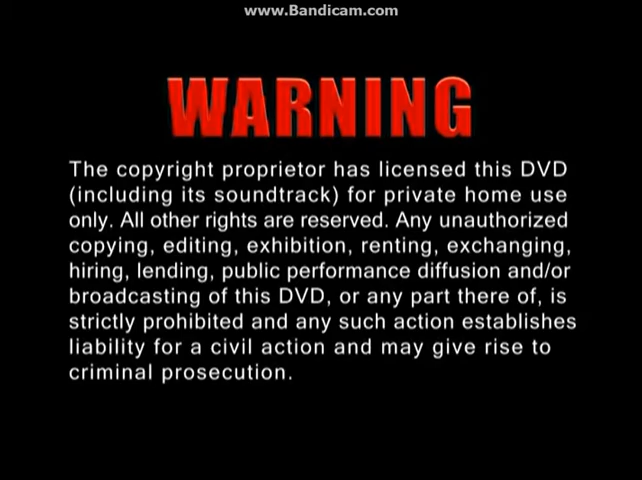 www.Bandicam.com
WARNING
The copyright proprietor has licensed this DVD
(including its soundtrack) for private home use
only. All other rights are reserved. Any unauthorized
copying, editing, exhibition, renting, exchanging,
hiring, lending, public performance diffusion and/or
broadcasting of this DVD, or any part there of, is
strictly prohibited and any such action establishes
liability for a civil action and may give rise to
criminal prosecution.